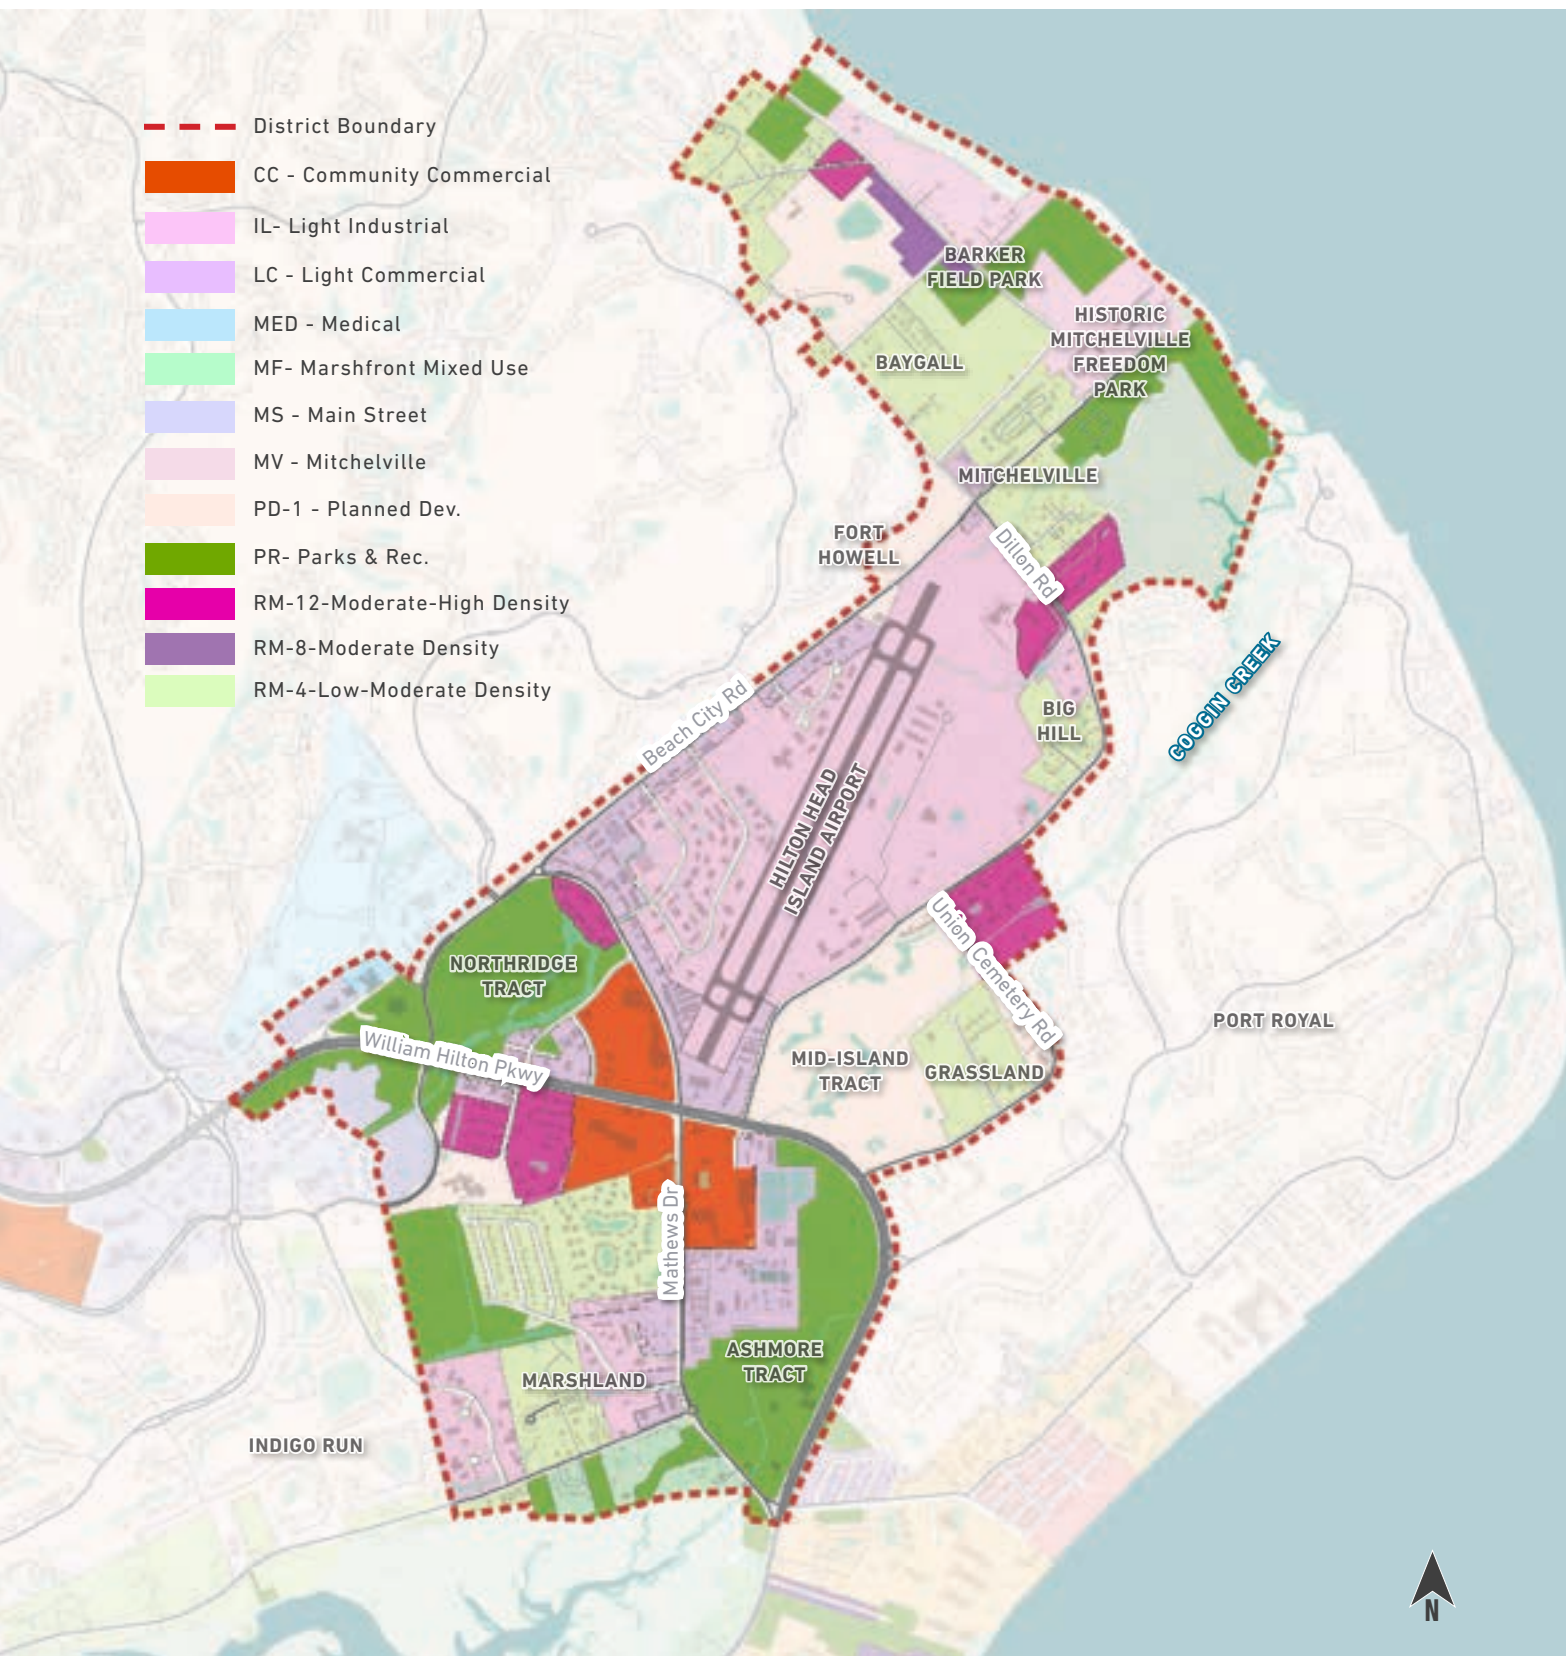 District Boundary
CC - Community Commercial
IL- Light Industrial
LC - Light Commercial
MED - Medical
MF- Marshfront Mixed Use
MS - Main Street
MV - Mitchelville
PD-1 - Planned Dev.
PR- Parks & Rec.
RM-12-Moderate-High Density
RM-8-Moderate Density
RM-4-Low-Moderate Density
BARKER
FIELD PARK
HISTORIC
MITCHELVILLE
FREEDOM
PARK
BAYGALL
MITCHELVILLE
FORT
HOWELL
Dillon Rd
COGGIN CREEK
BIG
HILL
Beach City Rd
HILTON HEAD
ISLAND AIRPORT
Union Cemetery Rd
NORTHRIDGE
TRACT
PORT ROYAL
William Hilton Pkwy
MID-ISLAND
TRACT
GRASSLAND
Mathews Dr
ASHMORE
TRACT
MARSHLAND
INDIGO RUN
N